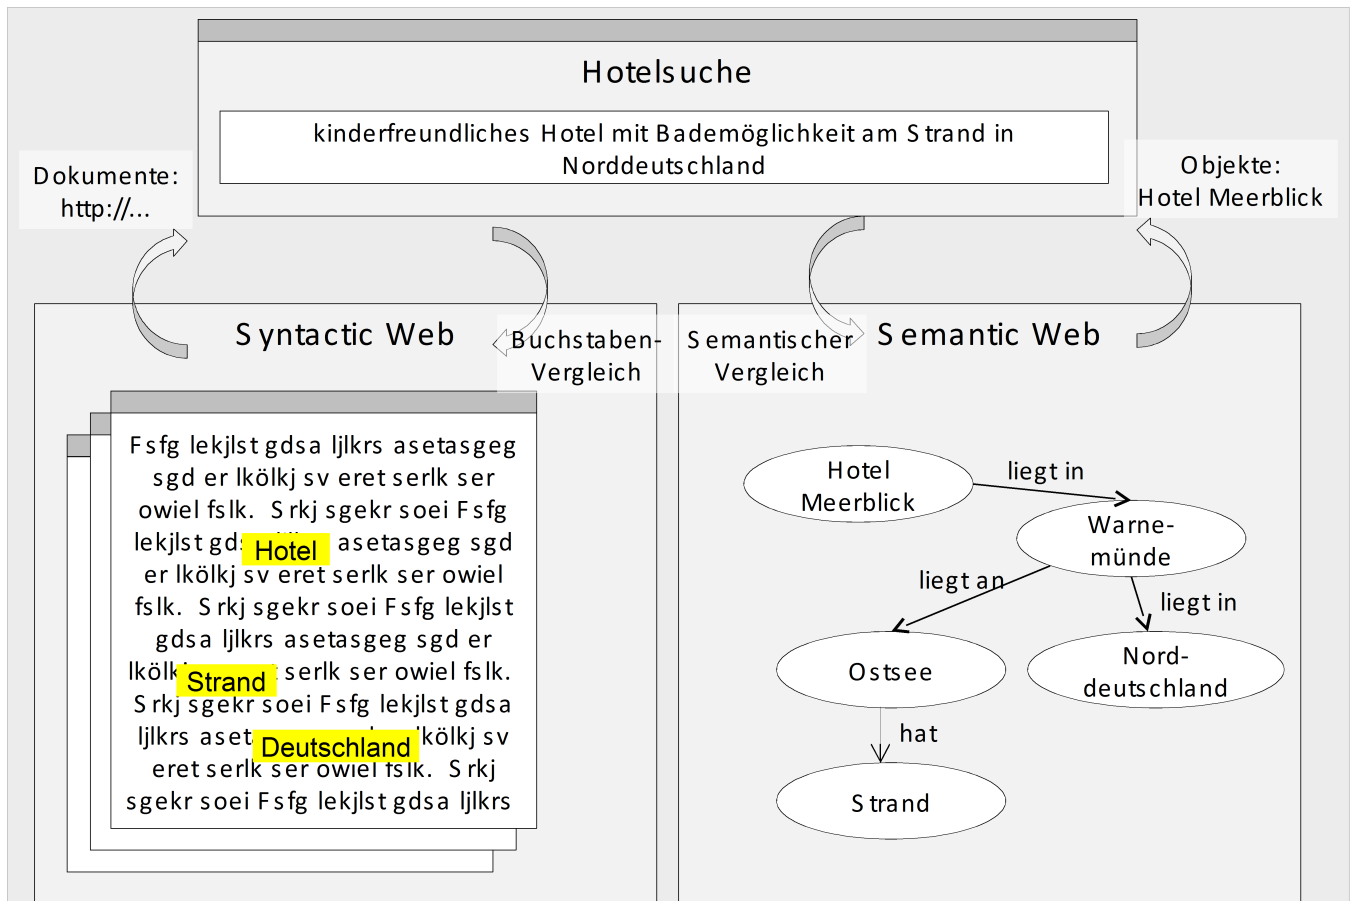 Hotelsuche
kinderfreundliches Hotel mit Bademöglichkeit am Strand in
Norddeutschland
Dokumente:
http://...
Objekte:
Hotel Meerblick
Syntactic Web
Buchstaben-
Vergleich
Semantischer
Vergleich
Semantic Web
Fsfg lekjlst gdsa ljlkrs asetasgeg
sgd er lkölkj sv eret serlk ser
owiel fslk. Srkj sgekr soei Fsfg
lekjlst asetasgeg sgd
Hotel
er lkölkj sv eret serlk ser owiel
fslk. Srkj sgekr soei Fsfg lekjlst
gdsa ljlkrs asetasgeg sgd er
serlk ser owiel fslk.
Strand
Srkj sgekr soei Fsfg lekjlst gdsa
ljlkrs sv
Deutschland
eret serlk ser owiel fslk. Srkj
sgekr soei Fsfg lekjlst gdsa ljlkrs
Hotel
Meerblick
liegt in
Warne-
münde
liegt an
liegt in
Ostsee
Nord-
deutschland
hat
Strand